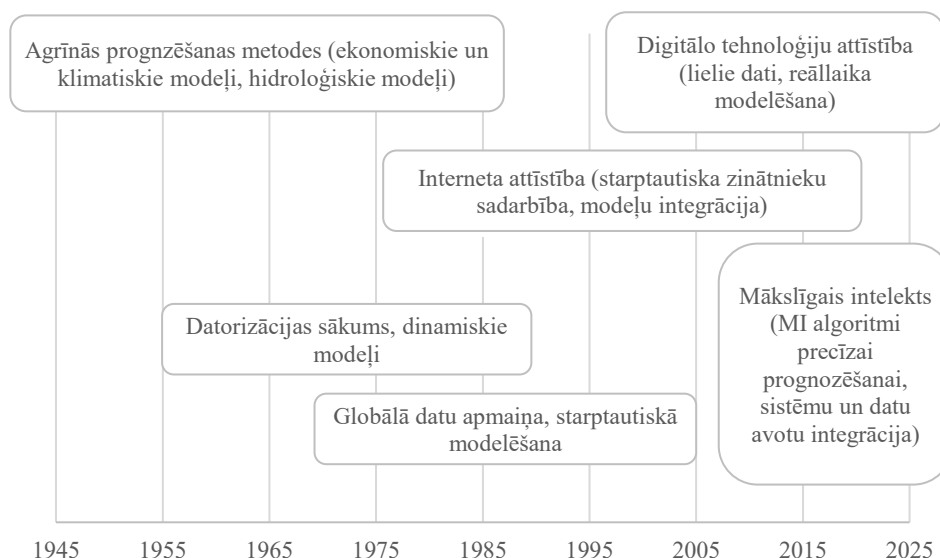 Agrīnās prognzēšanas metodes (ekonomiskie un
klimatiskie modeļi, hidroloģiskie modeļi)
Digitālo tehnoloģiju attīstība
(lielie dati, reāllaika
modelēšana)
Interneta attīstība (starptautiska zinātnieku
sadarbība, modeļu integrācija)
Mākslīgais intelekts
(MI algoritmi
precīzai
prognozēšanai,
sistēmu un datu
avotu integrācija)
Datorizācijas sākums, dinamiskie
modeļi
Globālā datu apmaiņa, starptautiskā
modelēšana
1945 1955 1965 1975 1985 1995 2005 2015 2025